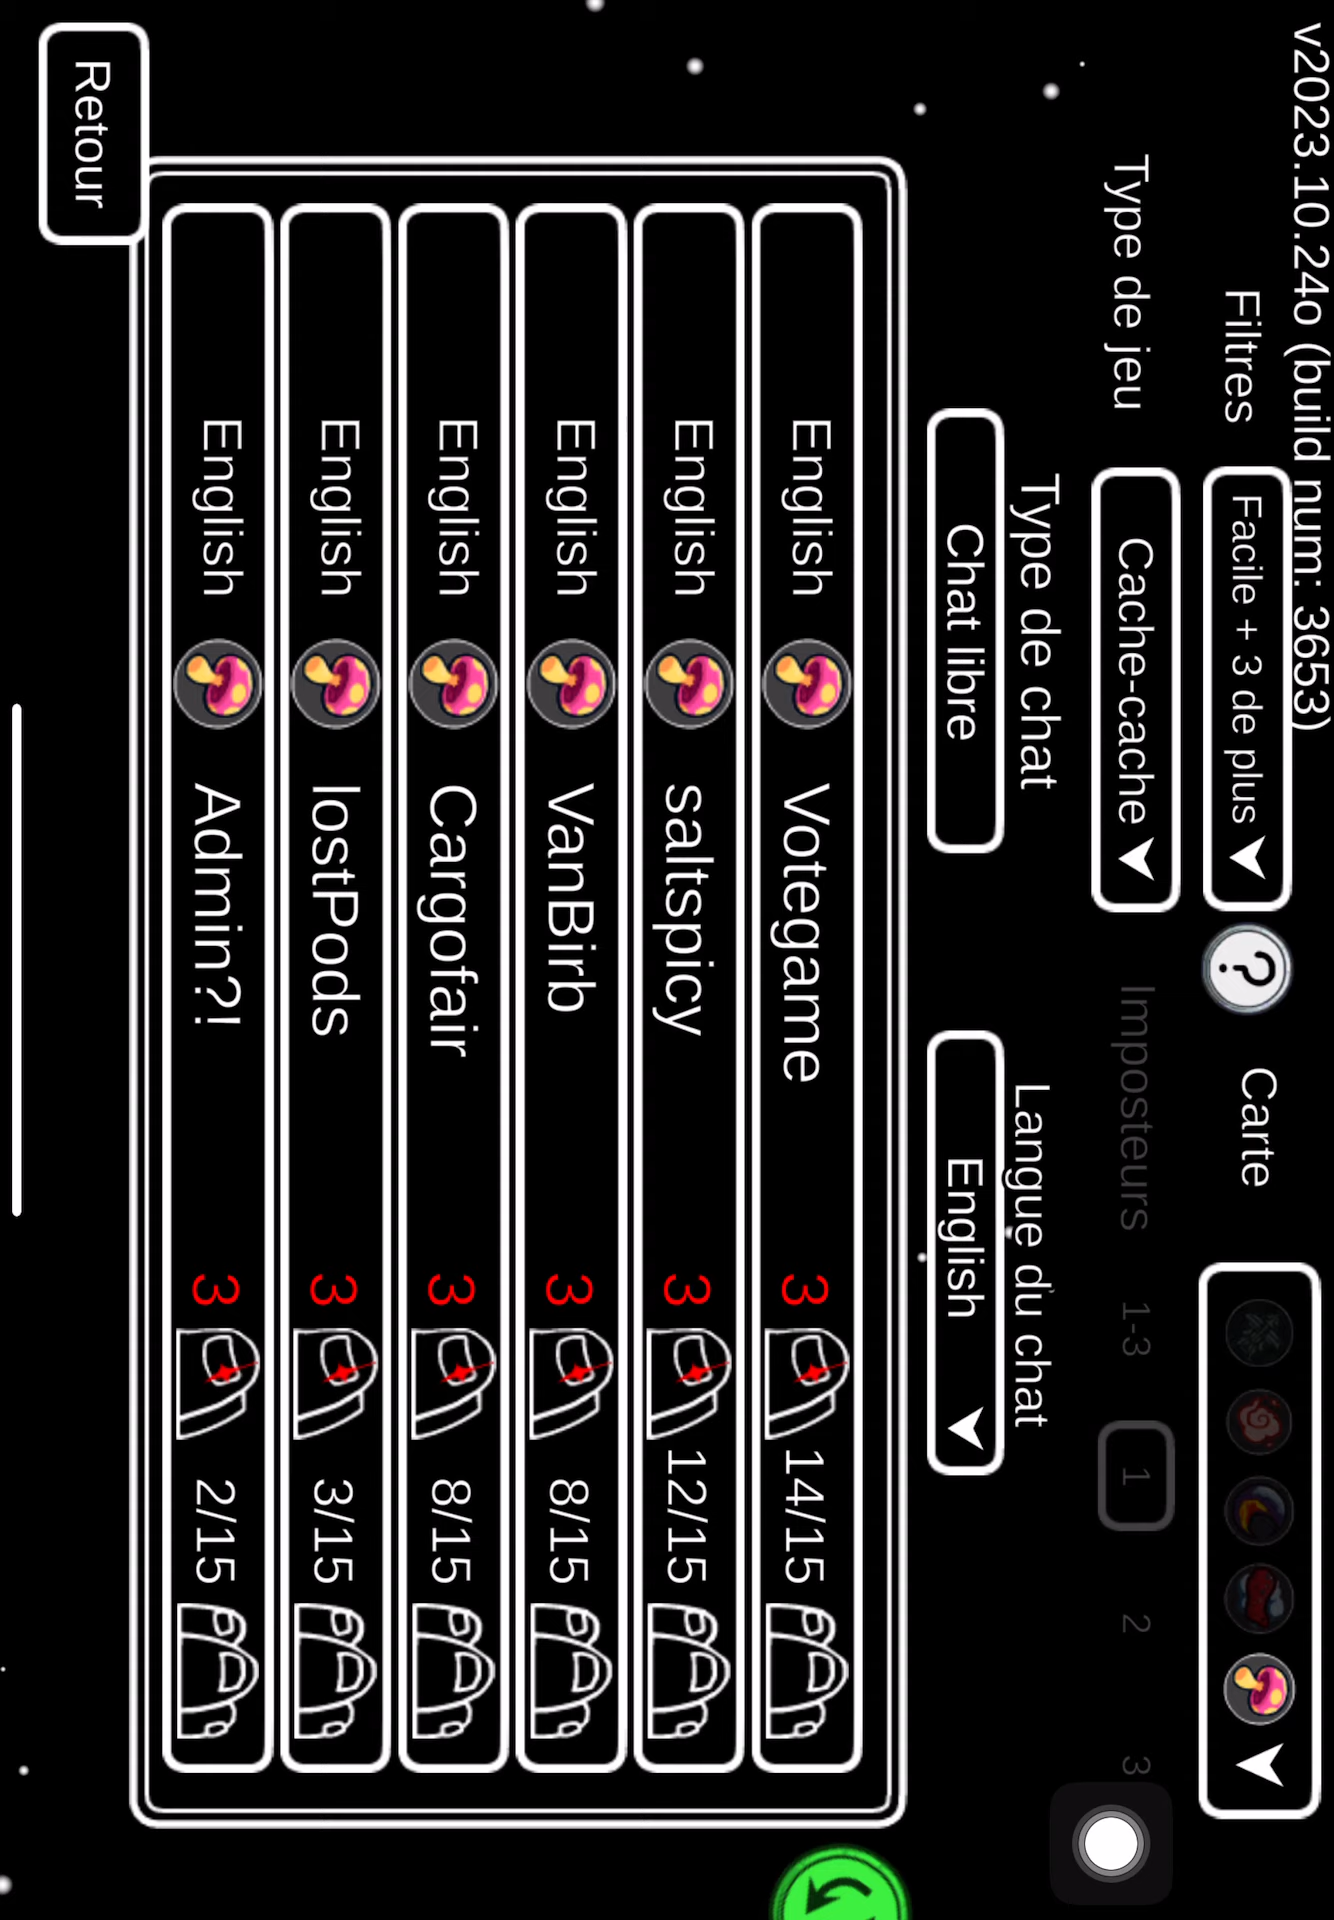 v2023.10.24o (build num: 3653)
Filtres
Facile + 3 de plus
?
Carte
Type de jeu
Cache-cache
Imposteurs
1-3
1
2
3
Type de chat
Chat libre
Langue du chat
English
English Votegame 3 14/15
English saltspicy 3 12/15
English VanBirb 3 8/15
English Cargofair 3 8/15
English lostPods 3 3/15
English Admin?! 3 2/15
Retour